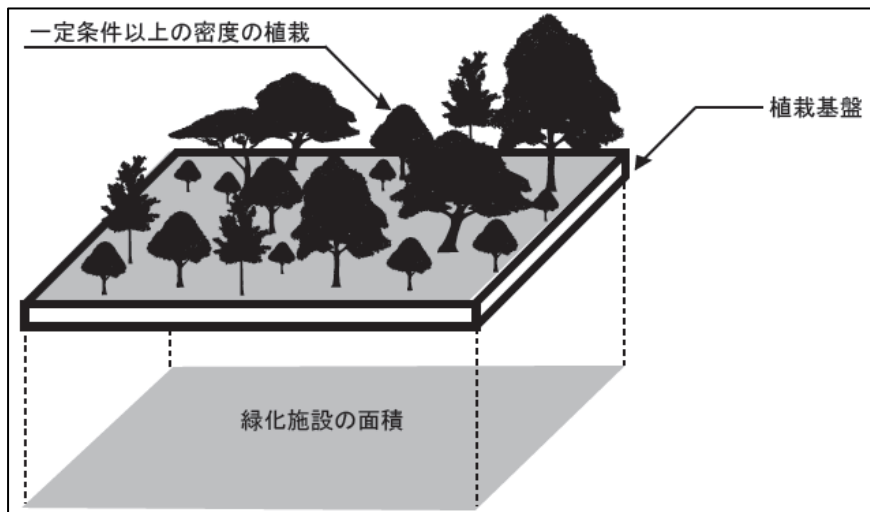 一定条件以上の密度の植栽
植栽基盤
緑化施設の面積